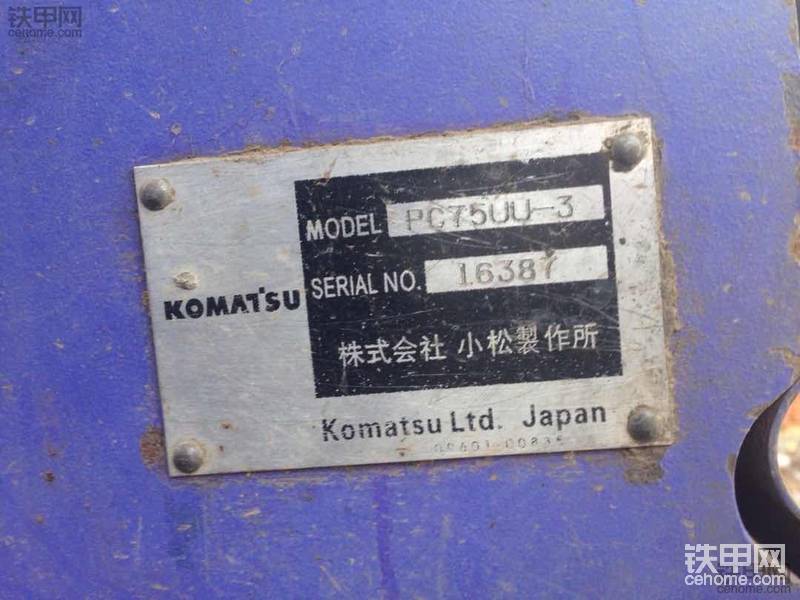 铁甲网
cehome.com
MODEL PC75UU-3
SERIAL NO. 16387
KOMATSU
株式会社 小松製作所
Komatsu Ltd. Japan
铁甲网
cehome.com